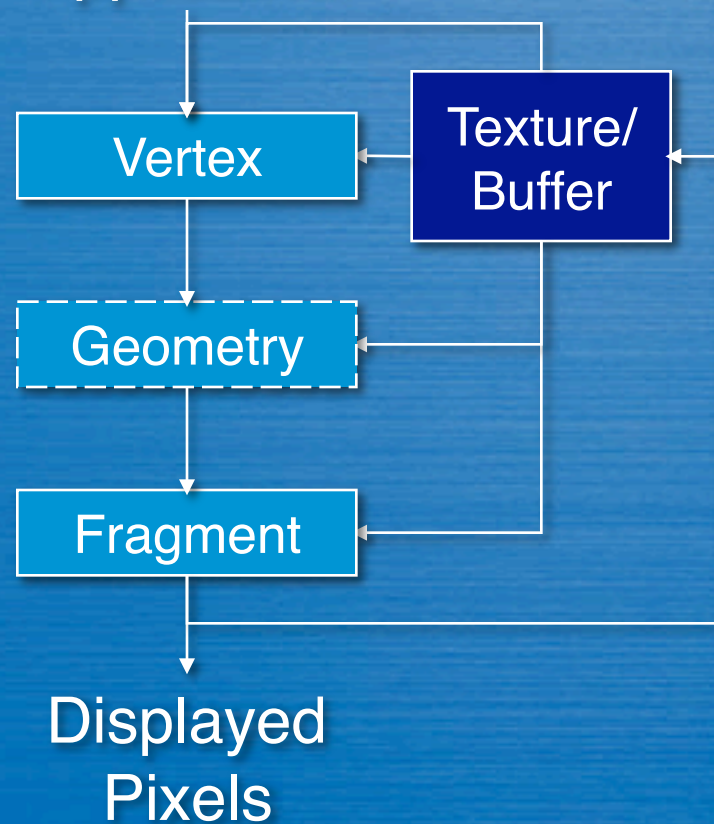 Vertex
Texture/
Buffer
Geometry
Fragment
Displayed
Pixels